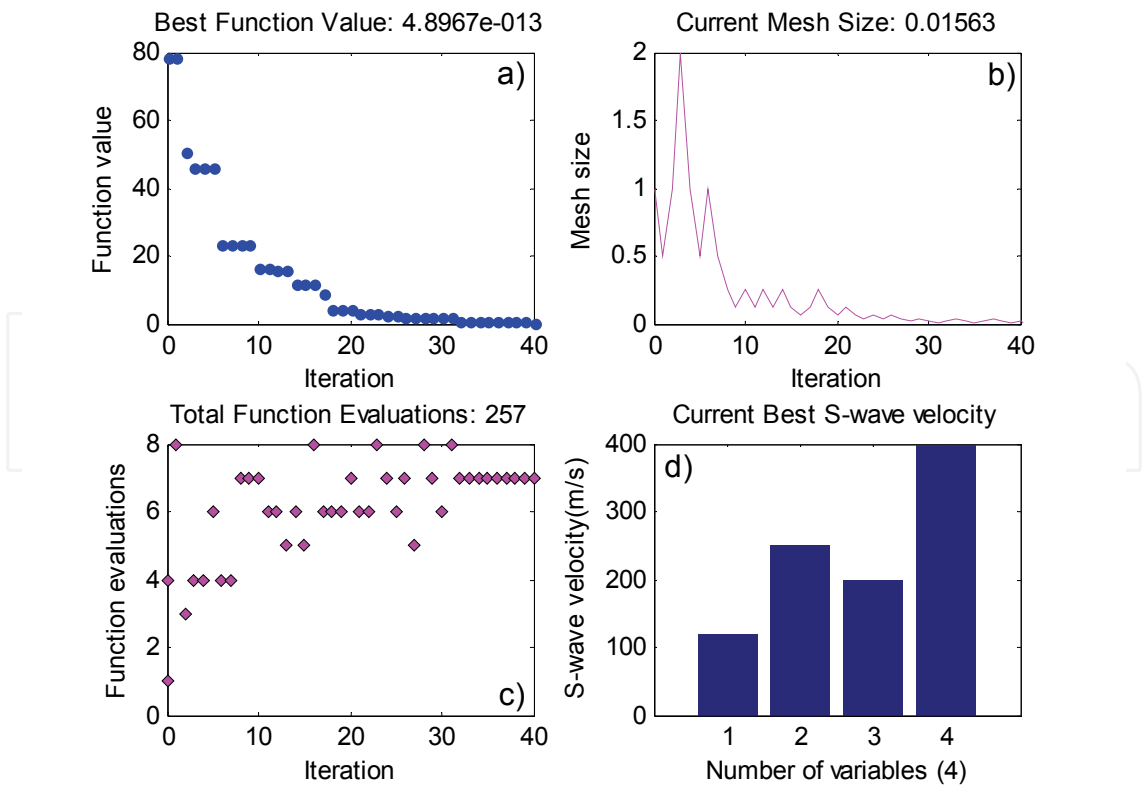 Best Function Value: 4.8967e-013
a)
80
60
40
20
0
Function value
0 10 20 30 40
Iteration
Current Mesh Size: 0.01563
b)
2
1.5
1
0.5
0
Mesh size
0 10 20 30 40
Iteration
Total Function Evaluations: 257
8
6
4
2
0
Function evaluations
c)
0 10 20 30 40
Iteration
Current Best S-wave velocity
d)
400
300
200
100
0
S-wave velocity(m/s)
1 2 3 4
Number of variables (4)